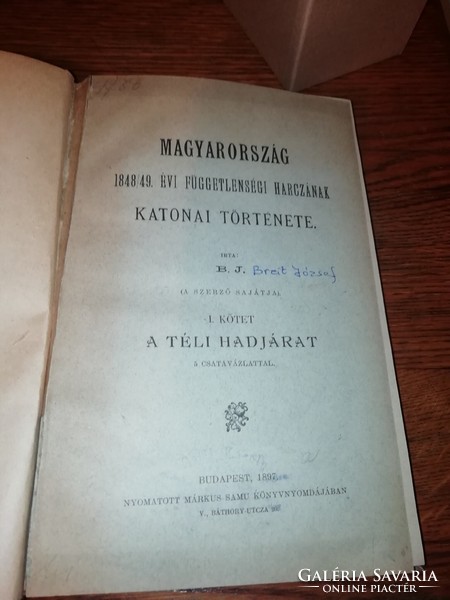 MAGYARORSZÁG
1848/49. ÉVI FÜGGETLENSÉGI HARCZÁNAK
KATONAI TÖRTÉNETE.
IRTA:
B. J. Breit József
(A SZERZŐ SAJÁTJA)
I. KÖTET
A TÉLI HADJÁRAT
5 CSATAVÁZLATTAL.
BUDAPEST, 1897.
NYOMATOTT MÁRKUS SAMU KÖNYVNYOMDÁJÁBAN
V., BÁTHORY-UTCZA
GALÉRIA SAVARIA
ONLINE PIACTÉR